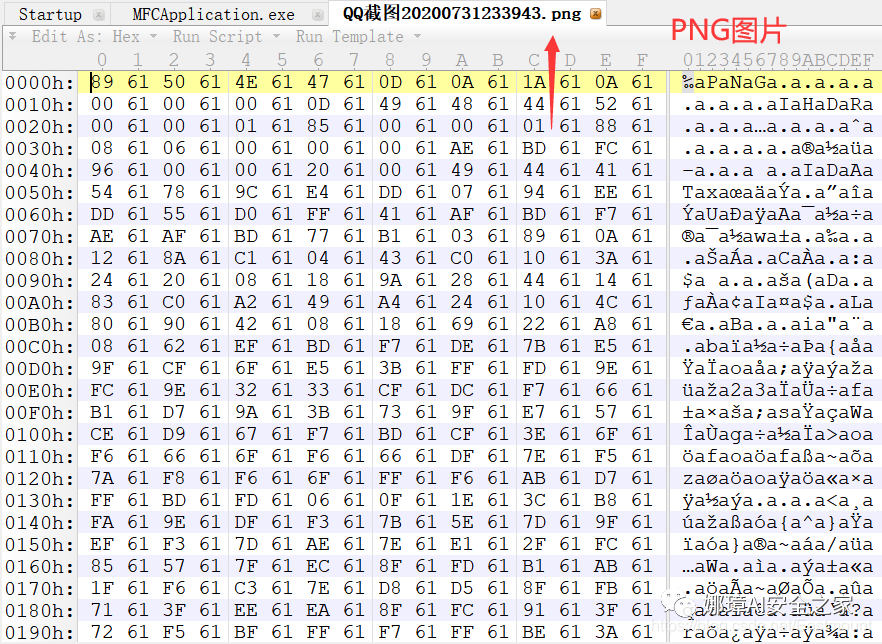 Startup MFCApplication.exe QQ截图20200731233943.png
Edit As: Hex Run Script Run Template
PNG图片
0 1 2 3 4 5 6 7 8 9 A B C D E F 0123456789ABCDEF
0000h: 89 61 50 61 4E 61 47 61 0D 61 0A 61 1A 61 0A 61 ‰aPaNaGa.a.a.a.a
0010h: 00 61 00 61 00 61 0D 61 49 61 48 61 44 61 52 61 .a.a.a.aIaHaDaRa
0020h: 00 61 00 61 01 61 85 61 00 61 00 61 01 61 88 61 .a.a.a…a.a.a.aˆa
0030h: 08 61 06 61 00 61 00 61 00 61 AE 61 BD 61 FC 61 .a.a.a.a.a®a½aüa
0040h: 96 61 00 61 00 61 20 61 00 61 49 61 44 61 41 61 –a.a.a a.aIaDaAa
0050h: 54 61 78 61 9C 61 E4 61 DD 61 07 61 94 61 EE 61 TaxaœaäaÝa.a”aîa
0060h: DD 61 55 61 D0 61 FF 61 41 61 AF 61 BD 61 F7 61 ÝaUaÐaÿaAa¯a½a÷a
0070h: AE 61 AF 61 BD 61 77 61 B1 61 03 61 89 61 0A 61 ®a¯a½awa±a.a‰a.a
0080h: 12 61 8A 61 C1 61 04 61 43 61 C0 61 10 61 3A 61 .aŠaÁa.aCaÀa.a:a
0090h: 24 61 20 61 08 61 18 61 9A 61 28 61 44 61 14 61 $a a.a.aša(aDa.a
00A0h: 83 61 C0 61 A2 61 49 61 A4 61 24 61 10 61 4C 61 ƒaÀa¢aIa¤a$a.aLa
00B0h: 80 61 90 61 42 61 08 61 18 61 69 61 22 61 A8 61 €a.aBa.a.aia"a¨a
00C0h: 08 61 62 61 EF 61 BD 61 F7 61 DE 61 7B 61 E5 61 .abaïa½a÷aÞa{aåa
00D0h: 9F 61 CF 61 6F 61 E5 61 3B 61 FF 61 FD 61 9E 61 ŸaÏaoaåa;aÿaýaža
00E0h: FC 61 9E 61 32 61 33 61 CF 61 DC 61 F7 61 66 61 üaža2a3aÏaÜa÷afa
00F0h: B1 61 D7 61 9A 61 3B 61 73 61 9F 61 E7 61 57 61 ±a×aša;asaŸaçaWa
0100h: CE 61 D9 61 67 61 F7 61 BD 61 CF 61 3E 61 6F 61 ÎaÙaga÷a½aÏa>aoa
0110h: F6 61 66 61 6F 61 F6 61 66 61 DF 61 7E 61 F5 61 öafaoaöafaßa~aõa
0120h: 7A 61 F8 61 F6 61 6F 61 FF 61 F6 61 AB 61 D7 61 zaøaöaoaÿaöa«a×a
0130h: FF 61 BD 61 FD 61 06 61 0F 61 1E 61 3C 61 B8 61 ÿa½aýa.a.a.a<a¸a
0140h: FA 61 9E 61 DF 61 F3 61 7B 61 5E 61 7D 61 9F 61 úažaßaóa{a^a}aŸa
0150h: EF 61 F3 61 7D 61 AE 61 7E 61 E1 61 2F 61 FC 61 ïaóa}a®a~aáa/aüa
0160h: 85 61 57 61 7F 61 EC 61 8F 61 FD 61 B1 61 AB 61 …aWa.aìa.aýa±a«a
0170h: 1F 61 F6 61 C3 61 7E 61 D8 61 D5 61 8F 61 FB 61 .aöaÃa~aØaÕa.aûa
0180h: 71 61 3F 61 EE 61 EA 61 8F 61 FC 61 91 61 3F 61
0190h: 72 61 F5 61 BF 61 FF 61 F7 61 FF 61 BE 61 3A 61 raõa¿aÿa÷aÿa¾a:a
娜璋AI安全之家